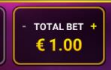 - TOTAL BET +
€1.00